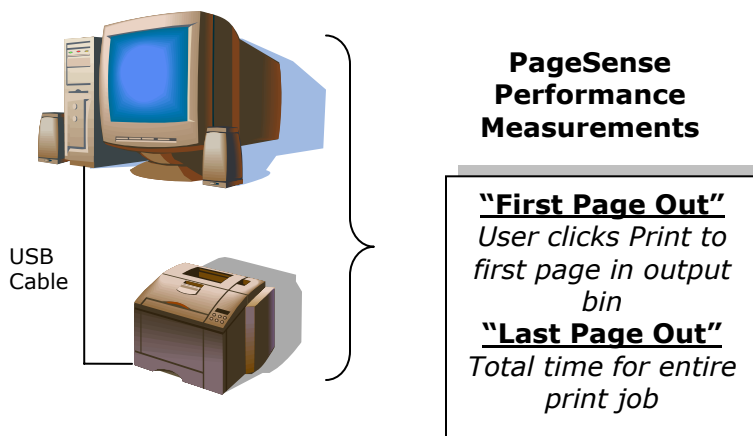 PageSense
Performance
Measurements
“First Page Out”
User clicks Print to
first page in output
bin
“Last Page Out”
Total time for entire
print job
USB
Cable